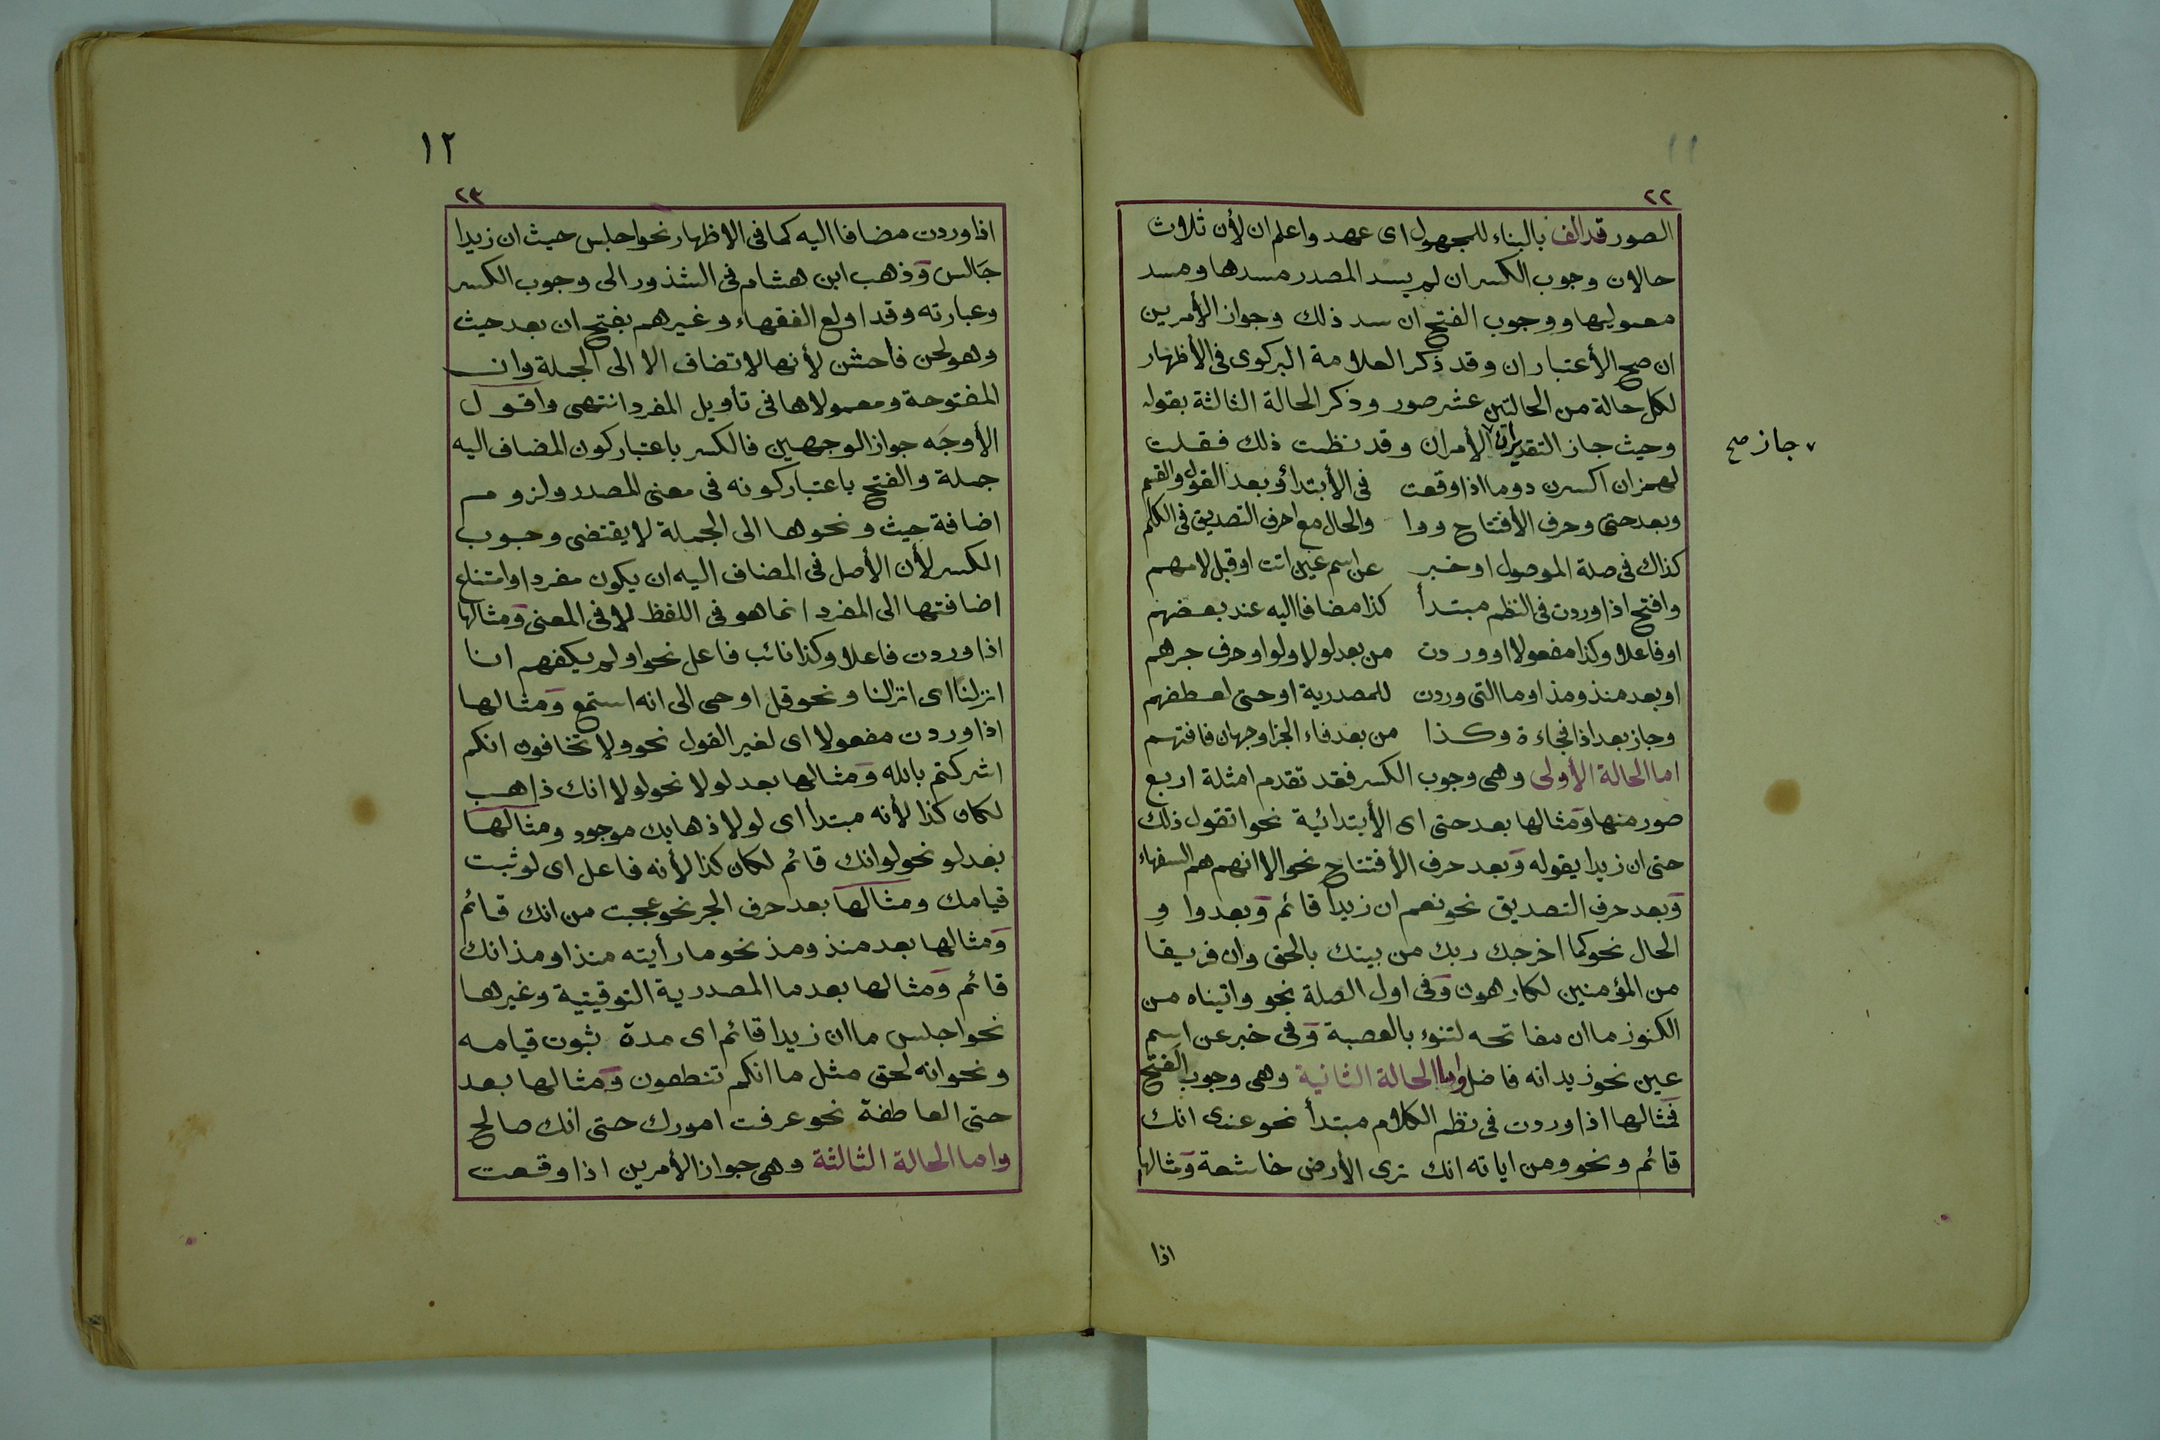 ١١
٢٢
الصور قد الف بالبناء للمجهول اى عهد واعلم ان لأن ثلاث
حالات وجوب الكسر ان لم يسد المصدر مسدها ومسد
معموليها ووجوب الفتح ان سد ذلك وجواز الأمرين
ان صح الأعتباران وقد ذكر العلامة البركوى فى الأظهار
لكل حالة من الحالتين عشر صور وذكر الحالة الثالثة بقوله
وحيث جاز التقديران الأمران وقد نظمت ذلك فقلت
٧ جاز صح
لهمزان اكسرن دوما اذا وقعت فى الأبتدأ وبعد القول والقسم
وبعد حتى وحرف الأفتتاح ووا والحال مع احرف التصديق فى الكلم
كذاك فى صلة الموصول او خبر عن اسم عين اتت او قبل لامهم
وافتح اذا وردت فى النظم مبتدأ كذا مضافا اليه عند بعضهم
او فاعلا وكذا مفعولا او وردت من بعد لولا ولو او حرف جرهم
او بعد منذ ومذ او ما التى وردت للمصدرية او حتى لعطفهم
وجاز بعد اذا فجاءة وكذا من بعد فاء الجزا وجهان فافتهم
اما الحالة الأولى وهى وجوب الكسر فقد تقدم امثلة اربع
صور منها ومثالها بعد حتى اى الأبتدائية نحو اتقول ذلك
حتى ان زيدا يقوله وبعد حرف الأفتتاح نحو الا انهم هم السفهاء
وبعد حرف التصديق نحو نعم ان زيدا قائم وبعد واو
الحال نحو كما اخرجك ربك من بيتك بالحق وان فريقا
من المؤمنين لكارهون وفى اول الصلة نحو واتيناه من
الكنوز ما ان مفاتحه لتنوء بالعصبة وفى خبر عن اسم
عين نحو زيد انه فاضل واما الحالة الثانية وهى وجوب الفتح
فمثالها اذا وردت فى نظم الكلام مبتدأ نحو عندى انك
قائم ونحو ومن اياته انك ترى الأرض خاشعة ومثالها
اذا
١٢
٢٣
اذا وردت مضافا اليه كما فى الاظهار نحو اجلس حيث ان زيدا
جالس وذهب ابن هشام فى الشذور الى وجوب الكسر
وعبارته وقد اولع الفقهاء وغيرهم بفتح ان بعد حيث
وهو لحن فاحش لأنها لا تضاف الا الى الجملة وان
المفتوحة ومعمولاها فى تأويل المفرد انتهى واقول
الأوجه جواز الوجهين فالكسر باعتبار كون المضاف اليه
جملة والفتح باعتبار كونه فى معنى المصدر ولزوم
اضافة حيث ونحوها الى الجملة لا يقتضى وجوب
الكسر لأن الأصل فى المضاف اليه ان يكون مفردا وامتناع
اضافتها الى المفرد انما هو فى اللفظ لا فى المعنى ومثالها
اذا وردت فاعلا وكذا نائب فاعل نحو اولم يكفهم انا
انزلنا اى انزالنا ونحو قل اوحى الى انه استمع ومثالها
اذا وردت مفعولا اى لغير القول نحو ولا تخافون انكم
اشركتم بالله ومثالها بعد لولا نحو لولا انك ذاهب
لكان كذا لأنه مبتدأ اى لولا ذهابك موجود ومثالها
بعد لو نحو لو انك قائم لكان كذا لأنه فاعل اى لو ثبت
قيامك ومثالها بعد حرف الجر نحو عجبت من انك قائم
ومثالها بعد منذ ومذ نحو ما رأيته منذ او مذ انك
قائم ومثالها بعد ما المصدرية التوقيتية وغيرها
نحو اجلس ما ان زيدا قائم اى مدة ثبوت قيامه
ونحو انه لحق مثل ما انكم تنطقون ومثالها بعد
حتى العاطفة نحو عرفت امورك حتى انك صالح
واما الحالة الثالثة وهى جواز الأمرين اذا وقعت